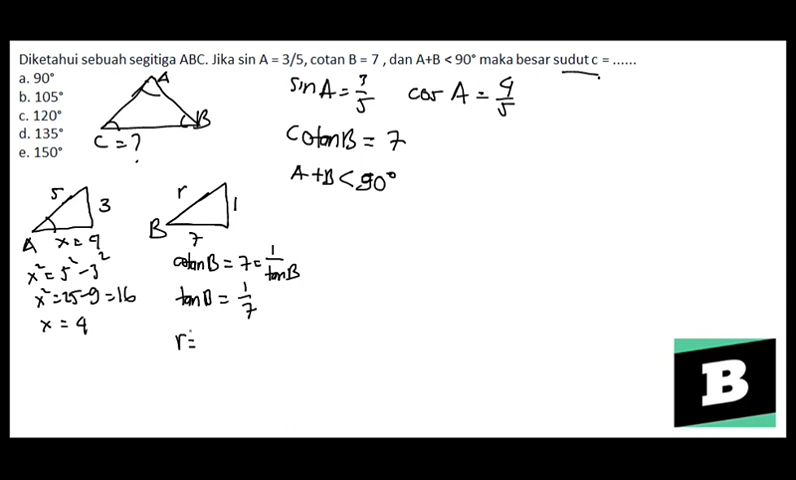 Diketahui sebuah segitiga ABC. Jika sin A = 3/5, cotan B = 7 , dan A+B < 90° maka besar sudut c = ......
a. 90°
b. 105°
c. 120°
d. 135°
e. 150°
A
B
C = ?
sin A = 3/5 cos A = 4/5
cotan B = 7
A+B < 90°
5
3
A x = 4
x² = 5² - 3²
x² = 25 - 9 = 16
x = 4
r
1
B 7
cotan B = 7 = 1/tan B
tan B = 1/7
r =
B